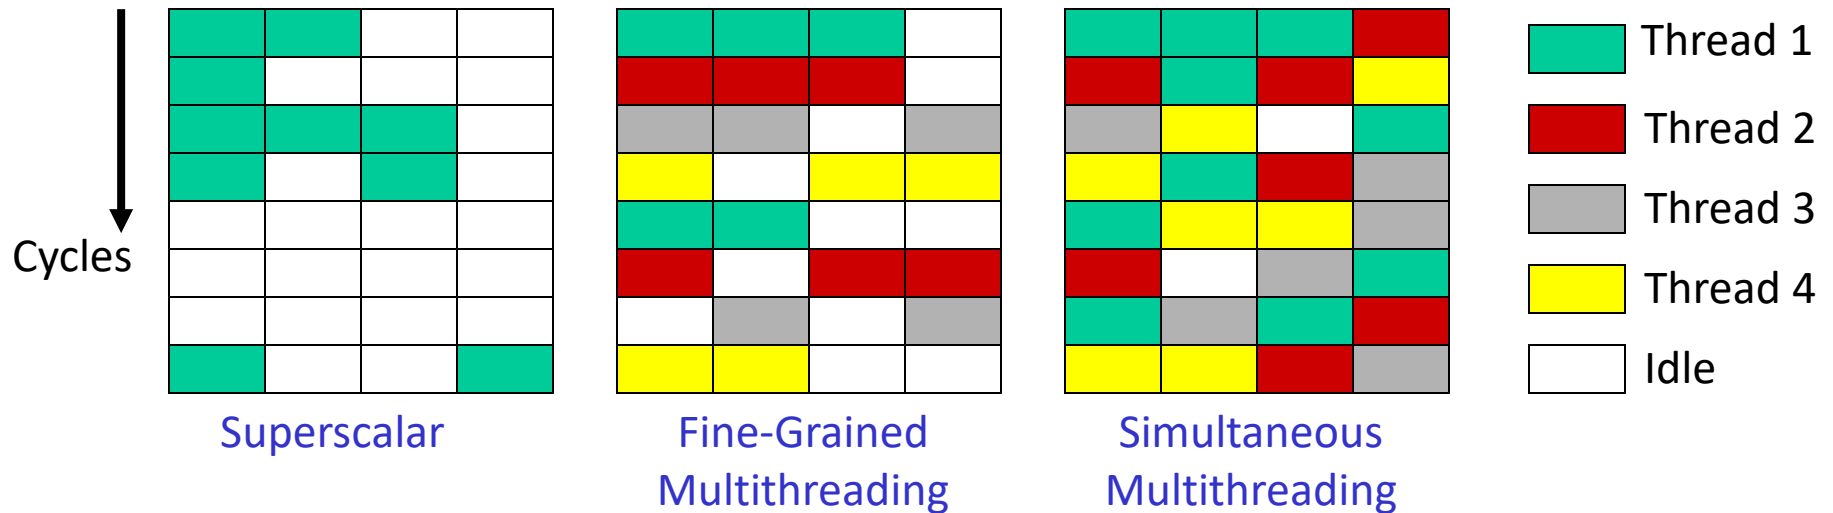 Cycles
Superscalar
Fine-Grained
Multithreading
Simultaneous
Multithreading
Thread 1
Thread 2
Thread 3
Thread 4
Idle